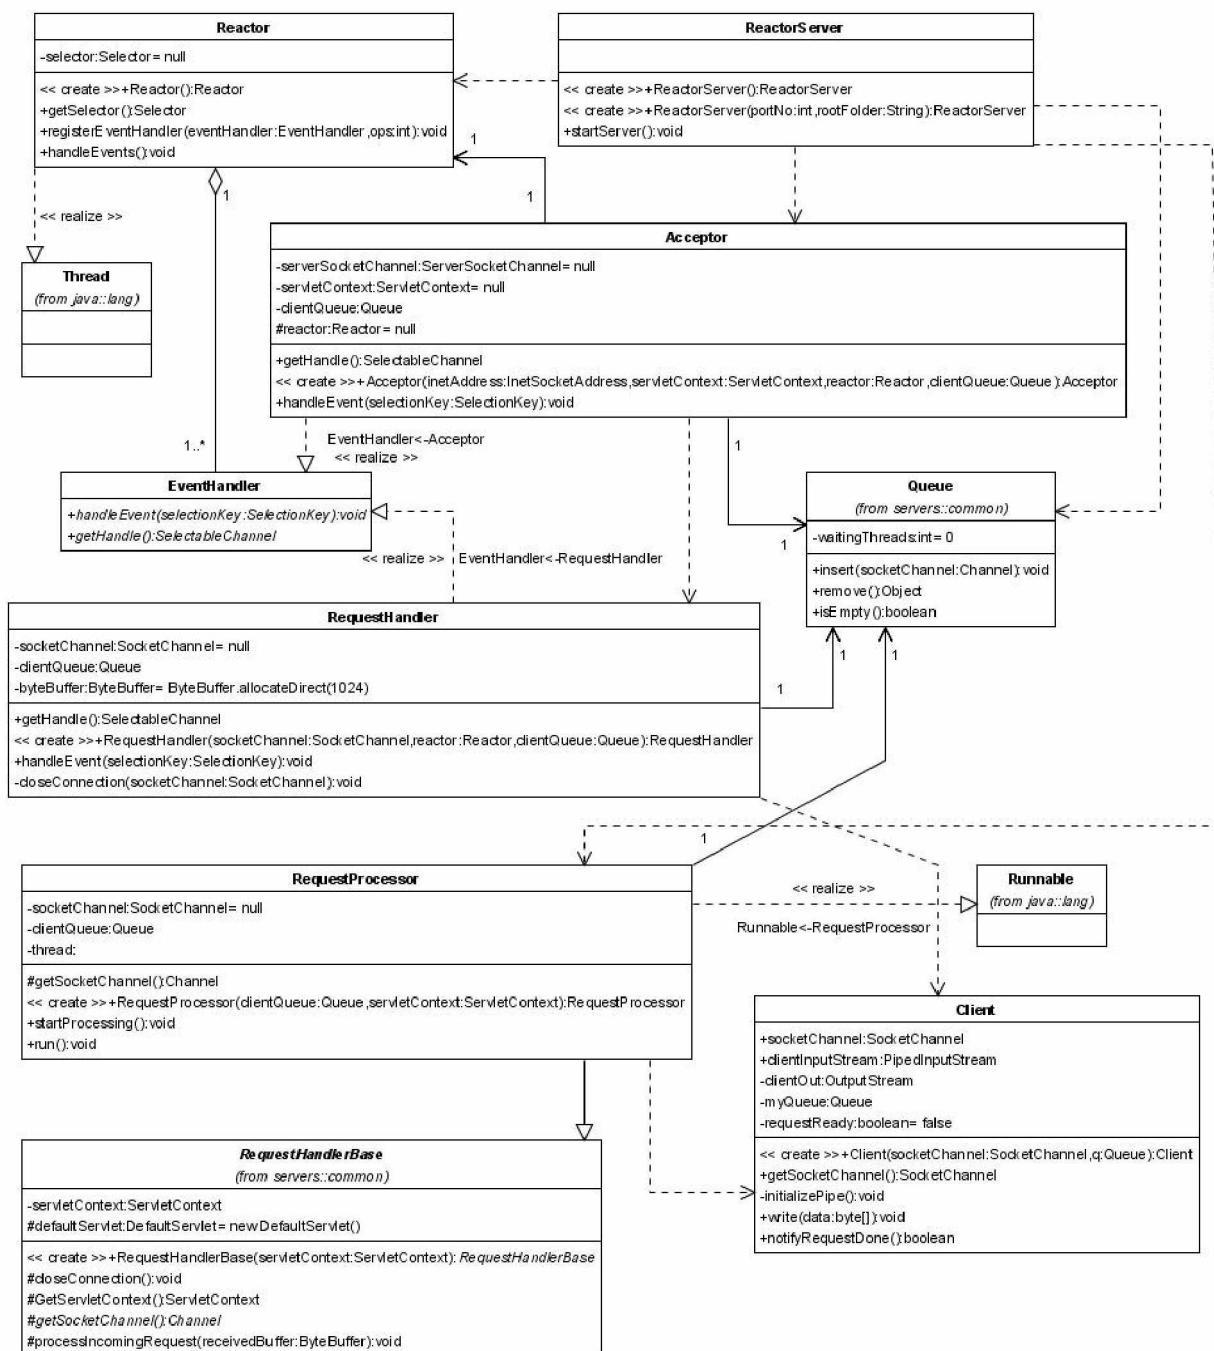 Reactor
-selector:Selector= null
<< create >>+Reactor():Reactor
+getSelector():Selector
+registerEventHandler(eventHandler:EventHandler,ops:int):void
+handleEvents():void
ReactorServer
<< create >>+ReactorServer():ReactorServer
<< create >>+ReactorServer(portNo:int,rootFolder:String):ReactorServer
+startServer():void
1
1
1
<< realize >>
Thread
(from java::lang)
Acceptor
-serverSocketChannel:ServerSocketChannel= null
-servletContext:ServletContext= null
-clientQueue:Queue
#reactor:Reactor= null
+getHandle():SelectableChannel
<< create >>+Acceptor(inetAddress:InetSocketAddress,servletContext:ServletContext,reactor:Reactor,clientQueue:Queue):Acceptor
+handleEvent(selectionKey:SelectionKey):void
1..*
EventHandler<-Acceptor
<< realize >>
1
EventHandler
+handleEvent(selectionKey:SelectionKey):void
+getHandle():SelectableChannel
Queue
(from servers::common)
-waitingThreads:int= 0
+insert(socketChannel:Channel):void
+remove():Object
+isEmpty():boolean
1
<< realize >>
EventHandler<-RequestHandler
RequestHandler
-socketChannel:SocketChannel= null
-clientQueue:Queue
-byteBuffer:ByteBuffer= ByteBuffer.allocateDirect(1024)
+getHandle():SelectableChannel
<< create >>+RequestHandler(socketChannel:SocketChannel,reactor:Reactor,clientQueue:Queue):RequestHandler
+handleEvent(selectionKey:SelectionKey):void
-closeConnection(socketChannel:SocketChannel):void
1
1
1
1
RequestProcessor
-socketChannel:SocketChannel= null
-clientQueue:Queue
-thread:
#getSocketChannel():Channel
<< create >>+RequestProcessor(clientQueue:Queue,servletContext:ServletContext):RequestProcessor
+startProcessing():void
+run():void
<< realize >>
Runnable<-RequestProcessor
Runnable
(from java::lang)
Client
+socketChannel:SocketChannel
+clientInputStream:PipedInputStream
-clientOut:OutputStream
-myQueue:Queue
-requestReady:boolean= false
<< create >>+Client(socketChannel:SocketChannel,q:Queue):Client
+getSocketChannel():SocketChannel
-initializePipe():void
+write(data:byte[]):void
+notifyRequestDone():boolean
RequestHandlerBase
(from servers::common)
-servletContext:ServletContext
#defaultServlet:DefaultServlet= new DefaultServlet()
<< create >>+RequestHandlerBase(servletContext:ServletContext): RequestHandlerBase
#closeConnection():void
#GetServletContext():ServletContext
#getSocketChannel():Channel
#processIncomingRequest(receivedBuffer:ByteBuffer):void